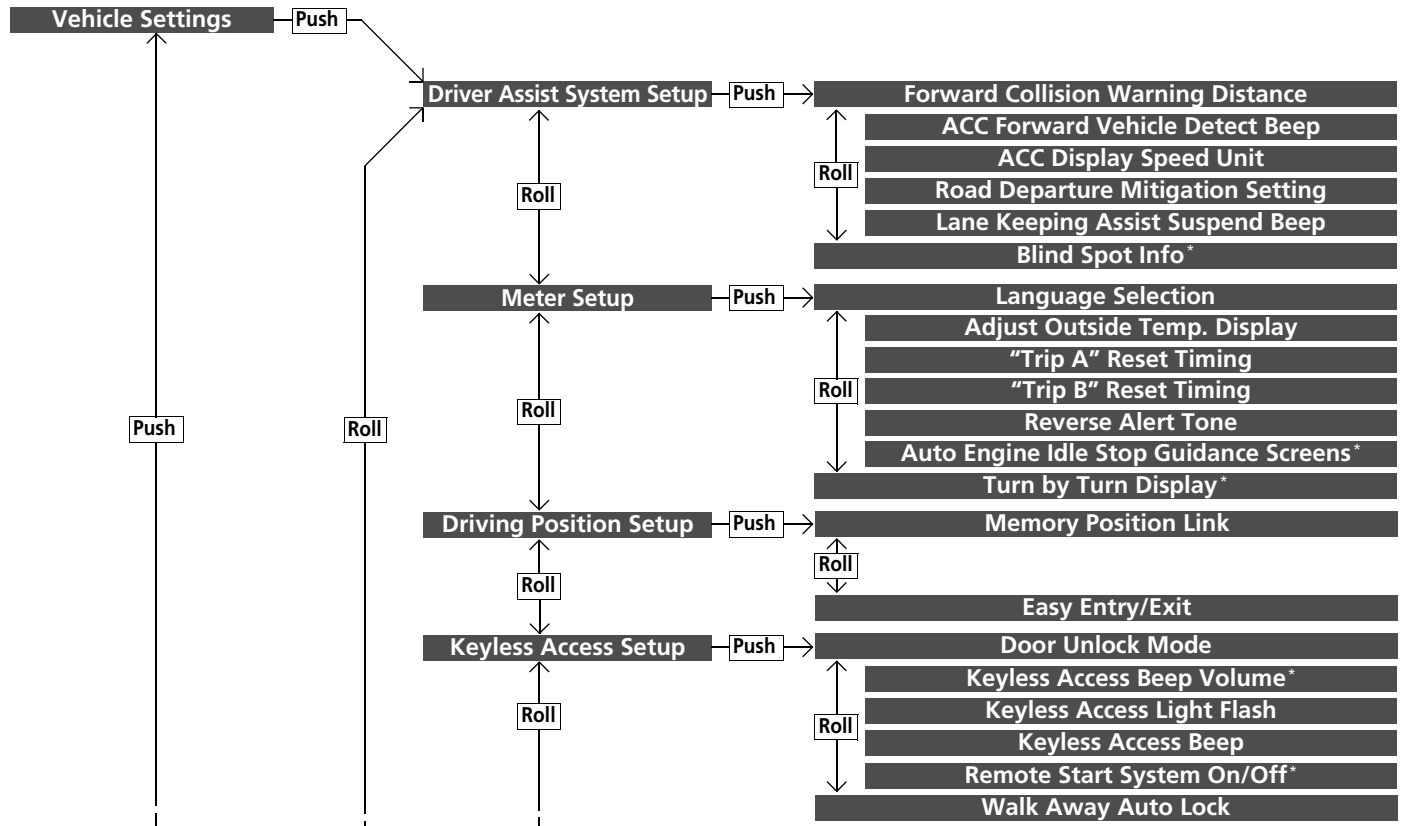 Vehicle Settings Push
Driver Assist System Setup Push Forward Collision Warning Distance
ACC Forward Vehicle Detect Beep
ACC Display Speed Unit
Roll
Road Departure Mitigation Setting
Roll
Lane Keeping Assist Suspend Beep
Blind Spot Info*
Meter Setup Push Language Selection
Adjust Outside Temp. Display
“Trip A” Reset Timing
Roll
“Trip B” Reset Timing
Roll
Reverse Alert Tone
Push Roll
Auto Engine Idle Stop Guidance Screens*
Turn by Turn Display*
Driving Position Setup Push Memory Position Link
Roll
Roll
Easy Entry/Exit
Keyless Access Setup Push Door Unlock Mode
Keyless Access Beep Volume*
Roll
Keyless Access Light Flash
Roll
Keyless Access Beep
Remote Start System On/Off*
Walk Away Auto Lock